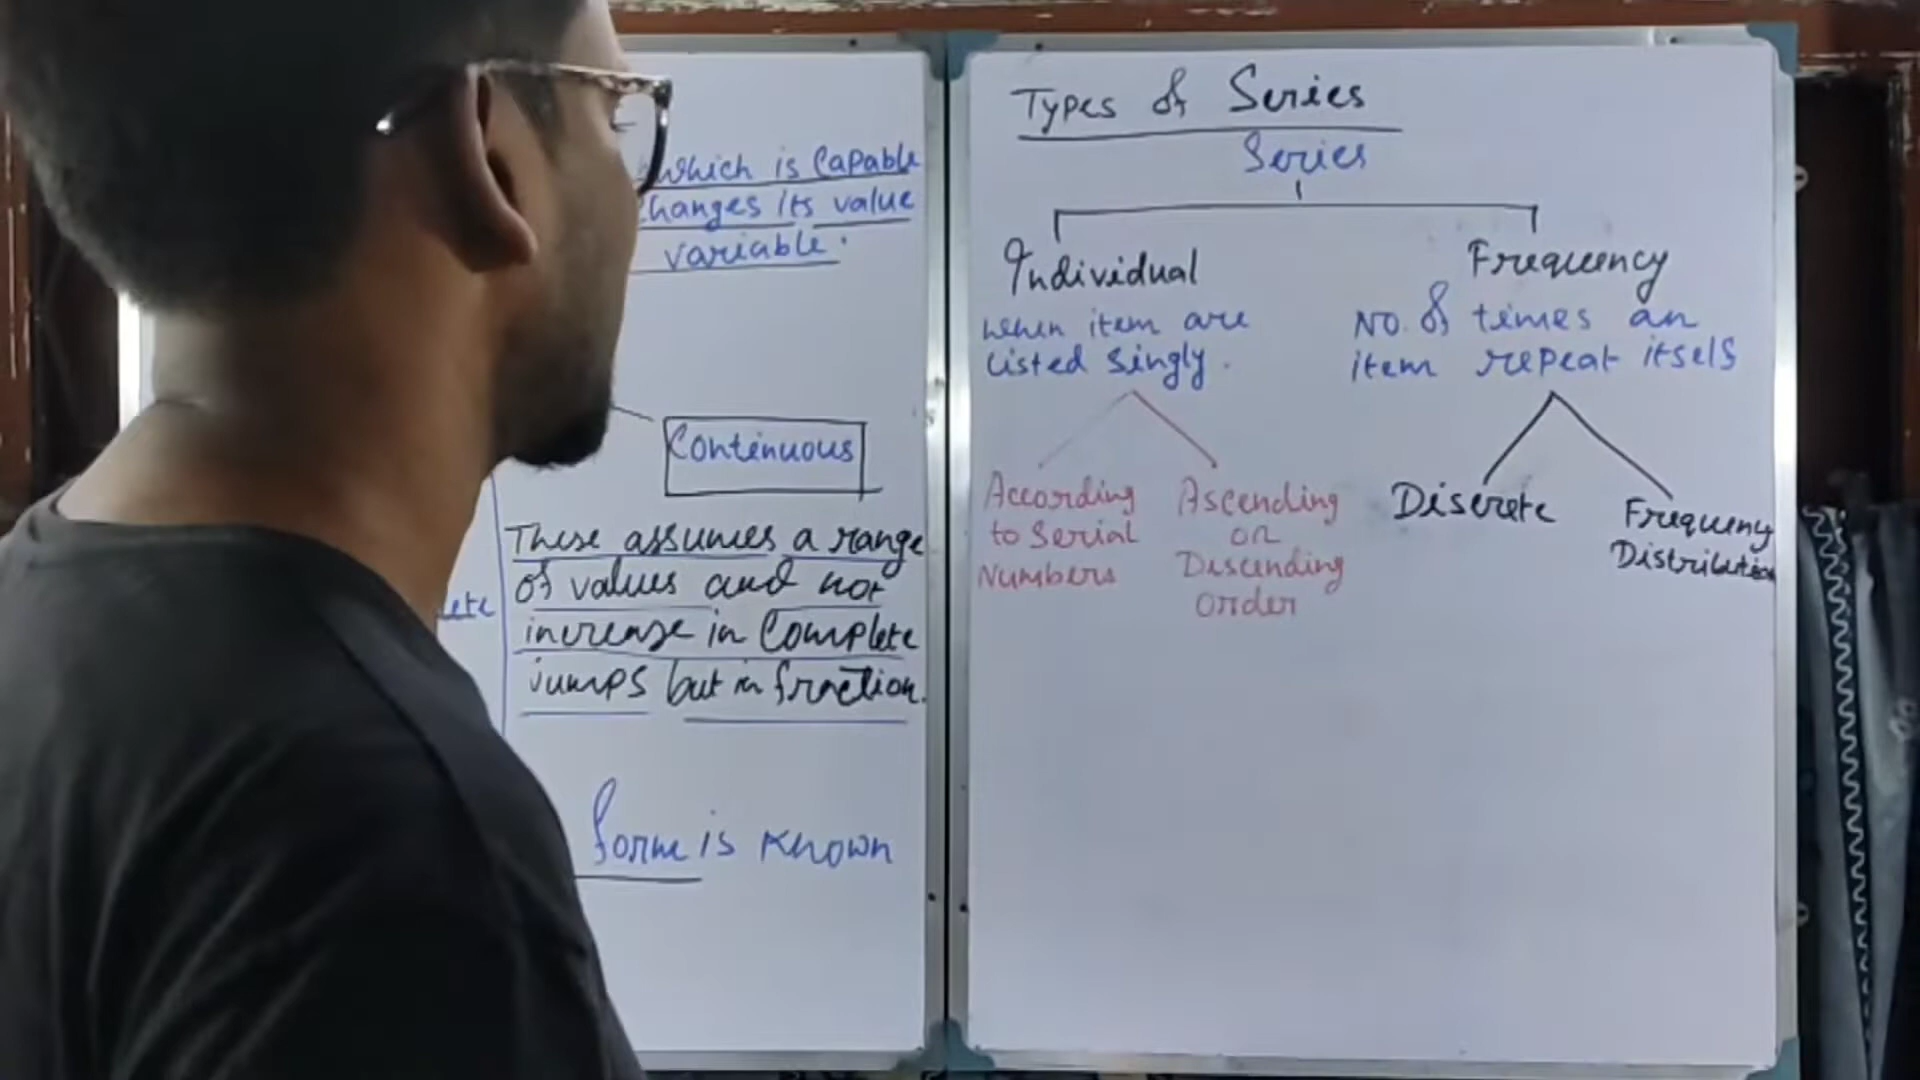 which is Capable
changes its value
variable.
Continuous
These assumes a range
of values and not
increase in Complete
jumps but in fraction.
form is known
Types of Series
Series
Individual
when item are
listed singly.
According
to Serial
Numbers
Ascending
or
Descending
order
Frequency
No. of times an
item repeat itself
Discrete
Frequency
Distribution